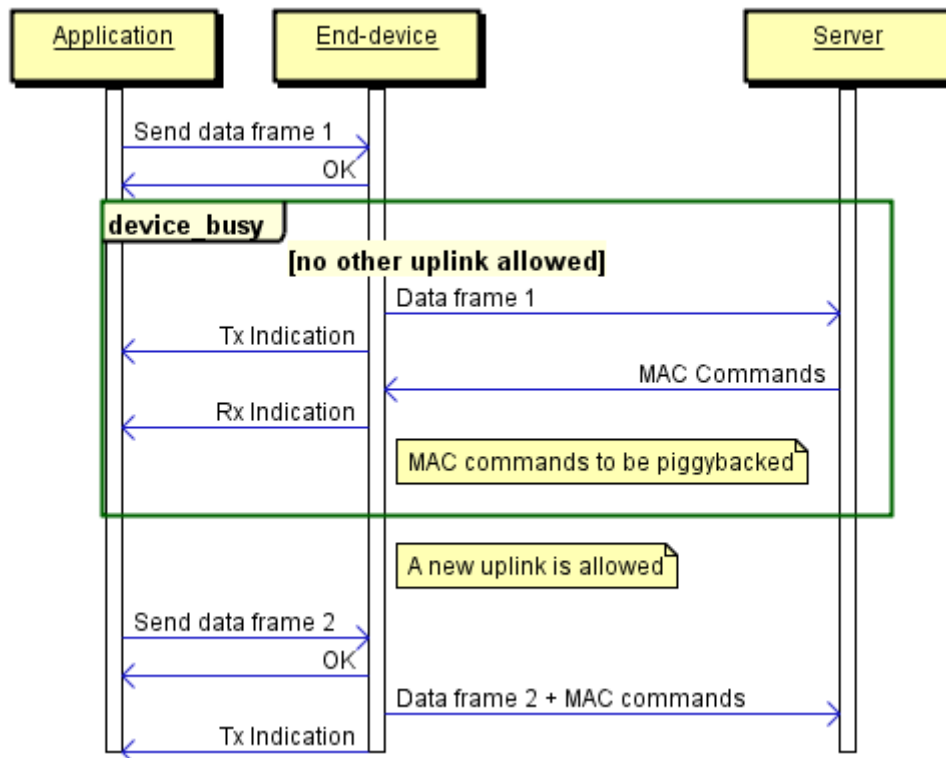 Application
End-device
Server
Send data frame 1
OK
device_busy
[no other uplink allowed]
Data frame 1
Tx Indication
MAC Commands
Rx Indication
MAC commands to be piggybacked
A new uplink is allowed
Send data frame 2
OK
Data frame 2 + MAC commands
Tx Indication